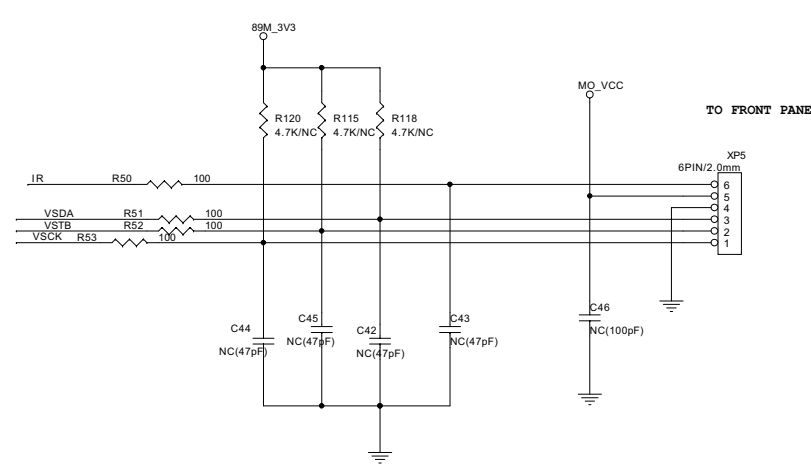 89M_3V3
MO_VCC
TO FRONT PANE
R120
4.7K/NC
R115
4.7K/NC
R118
4.7K/NC
XP5
6PIN/2.0mm
IR
R50
100
6
5
4
VSDA
R51
100
3
VSTB
R52
100
2
VSCK
R53
100
1
C44
NC(47pF)
C45
NC(47pF)
C42
NC(47pF)
C43
NC(47pF)
C46
NC(100pF)